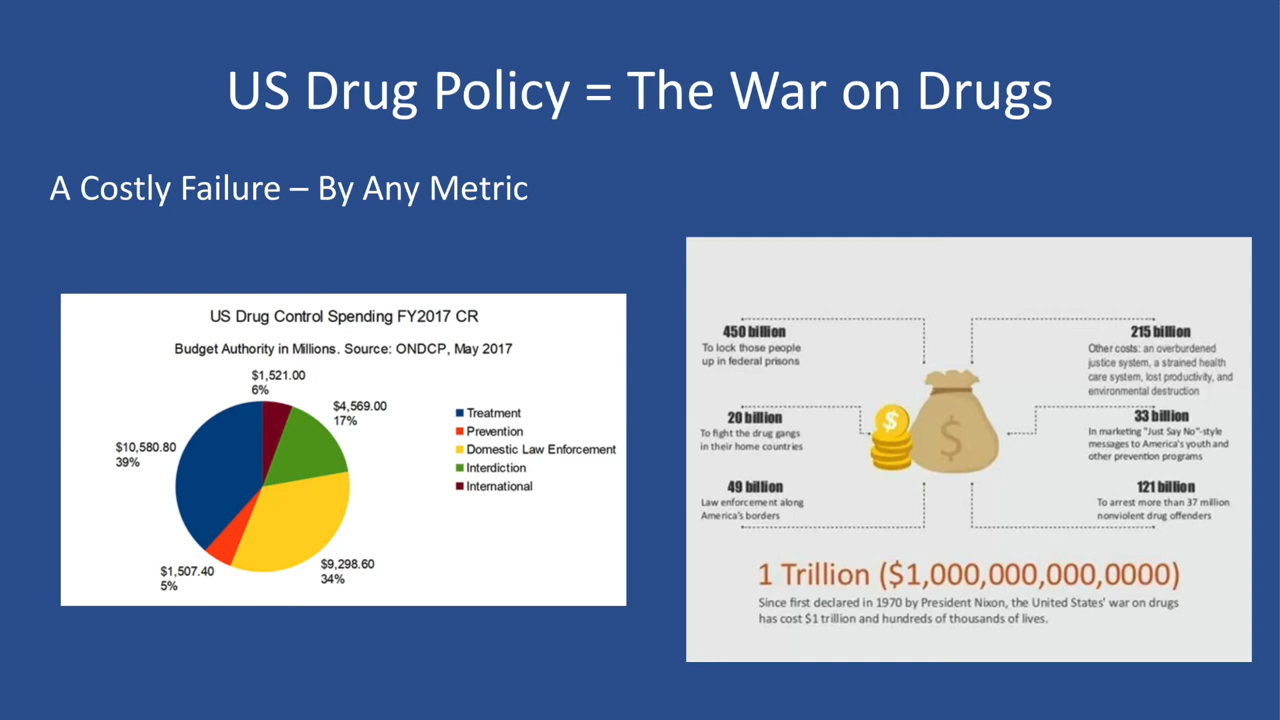 US Drug Policy = The War on Drugs
A Costly Failure – By Any Metric
US Drug Control Spending FY2017 CR
Budget Authority in Millions. Source: ONDCP, May 2017
$1,521.00
6%
$4,569.00
17%
$10,580.80
39%
$9,298.60
34%
$1,507.40
5%
Treatment
Prevention
Domestic Law Enforcement
Interdiction
International
450 billion
To lock those people
up in federal prisons
20 billion
To fight the drug gangs
in their home countries
49 billion
Law enforcement along
America's borders
215 billion
Other costs: an overburdened
justice system, a strained health
care system, lost productivity, and
environmental destruction
33 billion
In marketing "Just Say No"-style
messages to America's youth and
other prevention programs
121 billion
To arrest more than 37 million
nonviolent drug offenders
$
$
1 Trillion ($1,000,000,000,0000)
Since first declared in 1970 by President Nixon, the United States' war on drugs
has cost $1 trillion and hundreds of thousands of lives.